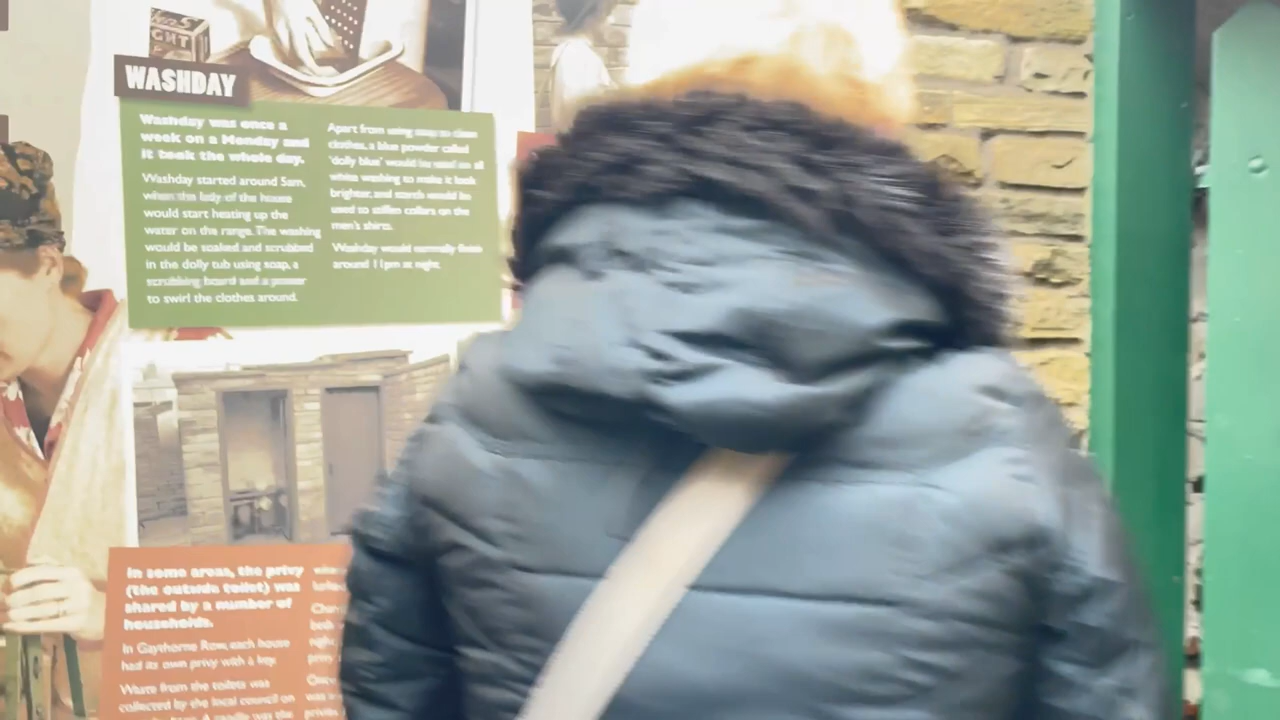 GHT
WASHDAY
Washday was once a
week on a Monday and
it took the whole day.
Washday started around 5am,
when the lady of the house
would start heating up the
water on the range. The washing
would be soaked and scrubbed
in the dolly tub using soap, a
scrubbing board and a posser
to swirl the clothes around.
Apart from using soap to clean
clothes, a blue powder called
'dolly blue' would be used on all
white washing to make it look
brighter, and starch would be
used to stiffen collars on the
men's shirts.
Washday would normally finish
around 11pm at night.
In some areas, the privy
(the outside toilet) was
shared by a number of
households.
In Gaythorne Row, each house
had its own privy with a key.
Waste from the toilets was
collected by the local council on